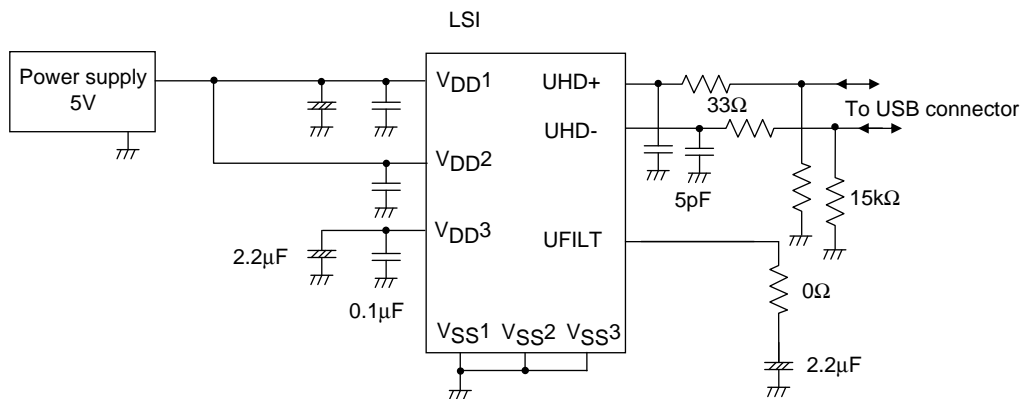 LSI
Power supply
5V
VDD1
UHD+
33Ω
To USB connector
UHD-
VDD2
5pF
15kΩ
VDD3
UFILT
2.2μF
0.1μF
0Ω
VSS1
VSS2
VSS3
2.2μF